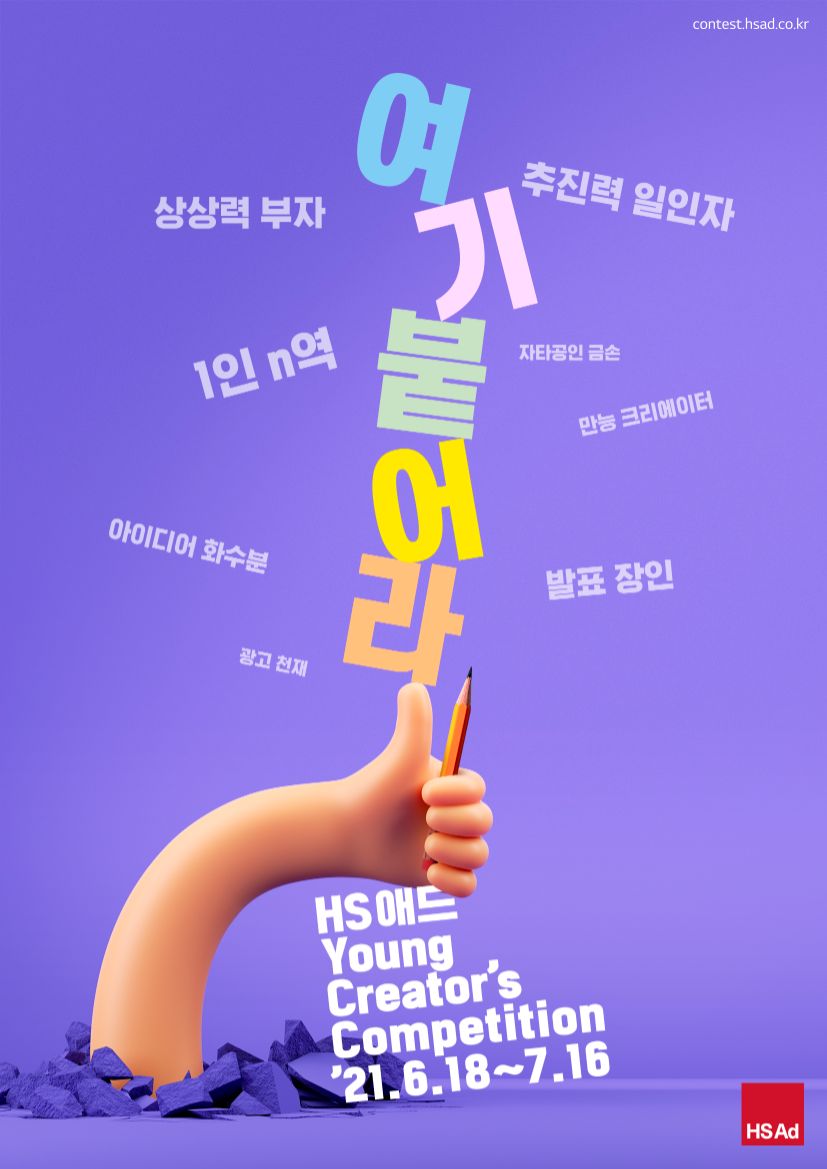 contest.hsad.co.kr
여
기
붙
어
라
상상력 부자
추진력 일인자
1인 n역
자타공인 금손
만능 크리에이터
아이디어 화수분
발표 장인
광고 천재
HS애드
Young
Creator's
Competition
'21.6.18~7.16
HS Ad